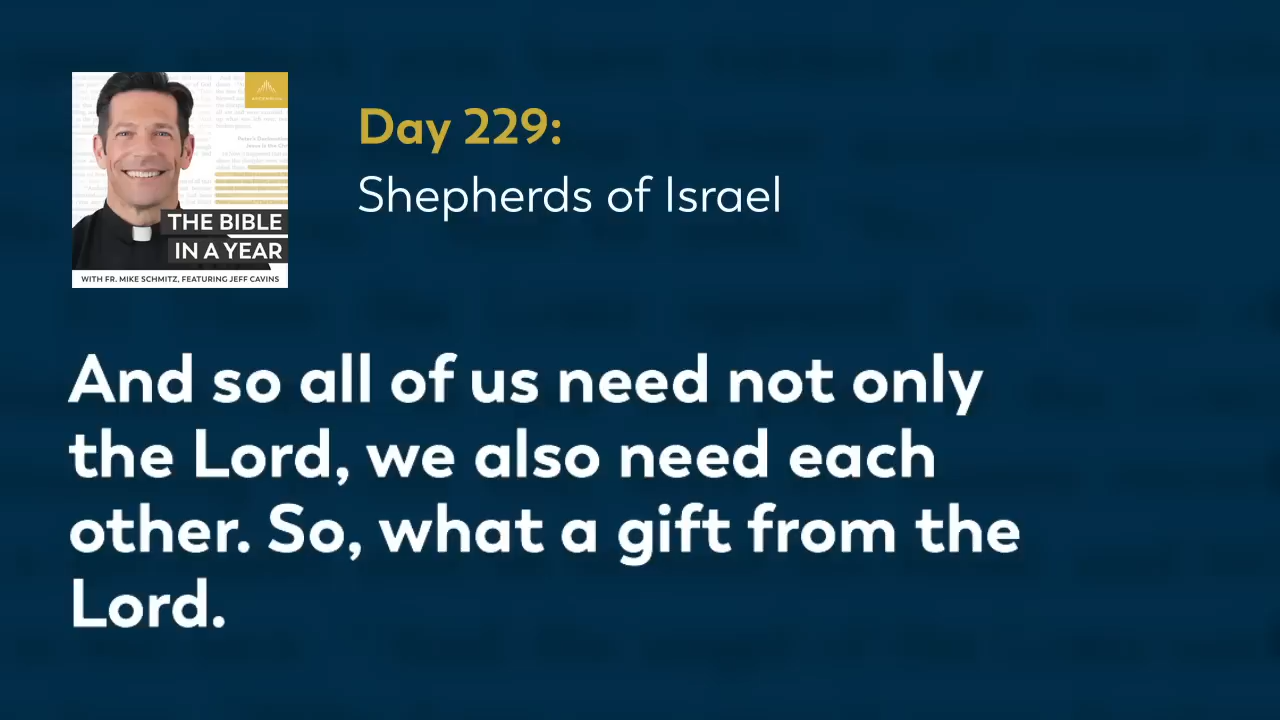 Day 229:
Shepherds of Israel
THE BIBLE
IN A YEAR
WITH FR. MIKE SCHMITZ, FEATURING JEFF CAVINS
And so all of us need not only
the Lord, we also need each
other. So, what a gift from the
Lord.